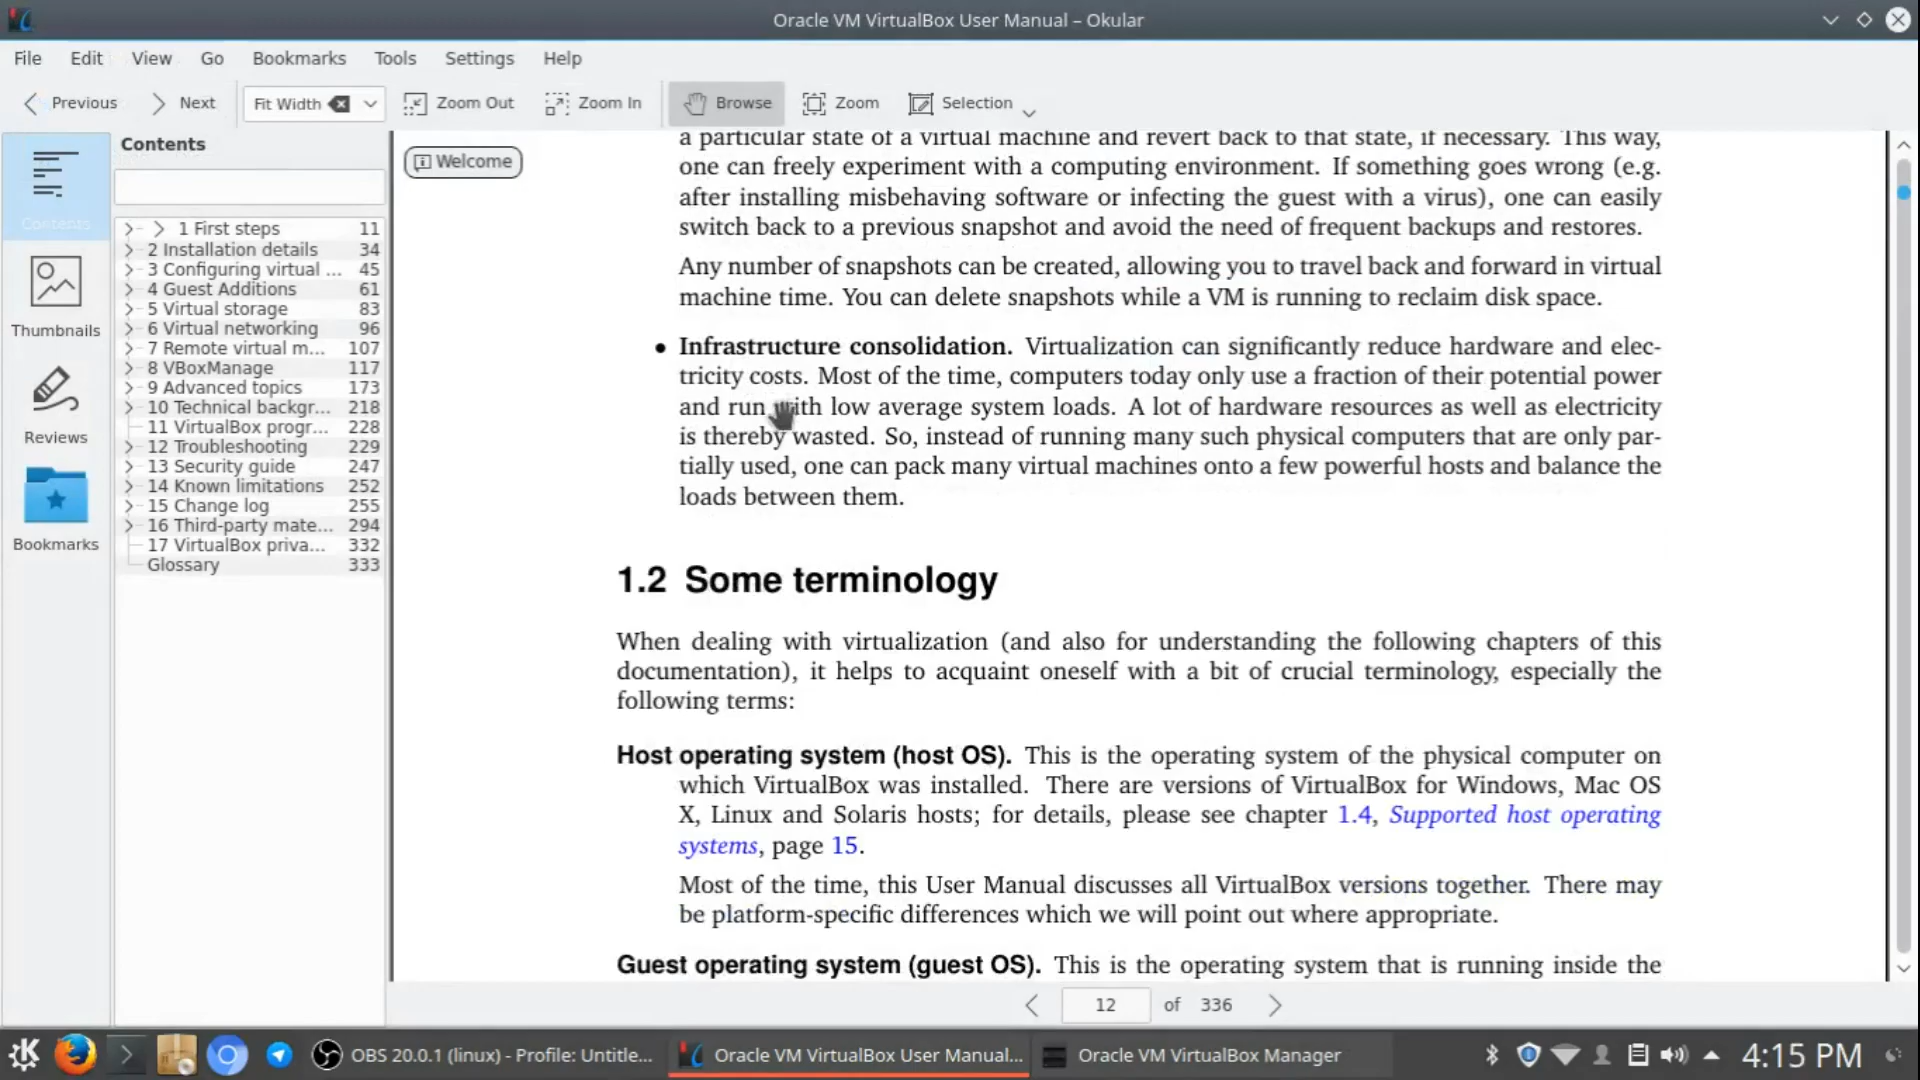 Oracle VM VirtualBox User Manual – Okular
File Edit View Go Bookmarks Tools Settings Help
Previous Next Fit Width Zoom Out Zoom In Browse Zoom Selection
Contents
Thumbnails
Reviews
Bookmarks
Contents
1 First steps 11
2 Installation details 34
3 Configuring virtual ... 45
4 Guest Additions 61
5 Virtual storage 83
6 Virtual networking 96
7 Remote virtual m... 107
8 VBoxManage 117
9 Advanced topics 173
10 Technical backgr... 218
11 VirtualBox progr... 228
12 Troubleshooting 229
13 Security guide 247
14 Known limitations 252
15 Change log 255
16 Third-party mate... 294
17 VirtualBox priva... 332
Glossary 333
Welcome
a particular state of a virtual machine and revert back to that state, if necessary. This way,
one can freely experiment with a computing environment. If something goes wrong (e.g.
after installing misbehaving software or infecting the guest with a virus), one can easily
switch back to a previous snapshot and avoid the need of frequent backups and restores.
Any number of snapshots can be created, allowing you to travel back and forward in virtual
machine time. You can delete snapshots while a VM is running to reclaim disk space.
• Infrastructure consolidation. Virtualization can significantly reduce hardware and elec-
tricity costs. Most of the time, computers today only use a fraction of their potential power
and run with low average system loads. A lot of hardware resources as well as electricity
is thereby wasted. So, instead of running many such physical computers that are only par-
tially used, one can pack many virtual machines onto a few powerful hosts and balance the
loads between them.
1.2 Some terminology
When dealing with virtualization (and also for understanding the following chapters of this
documentation), it helps to acquaint oneself with a bit of crucial terminology, especially the
following terms:
Host operating system (host OS). This is the operating system of the physical computer on
which VirtualBox was installed. There are versions of VirtualBox for Windows, Mac OS
X, Linux and Solaris hosts; for details, please see chapter 1.4, Supported host operating
systems, page 15.
Most of the time, this User Manual discusses all VirtualBox versions together. There may
be platform-specific differences which we will point out where appropriate.
Guest operating system (guest OS). This is the operating system that is running inside the
12 of 336
OBS 20.0.1 (linux) - Profile: Untitle... Oracle VM VirtualBox User Manual... Oracle VM VirtualBox Manager 4:15 PM